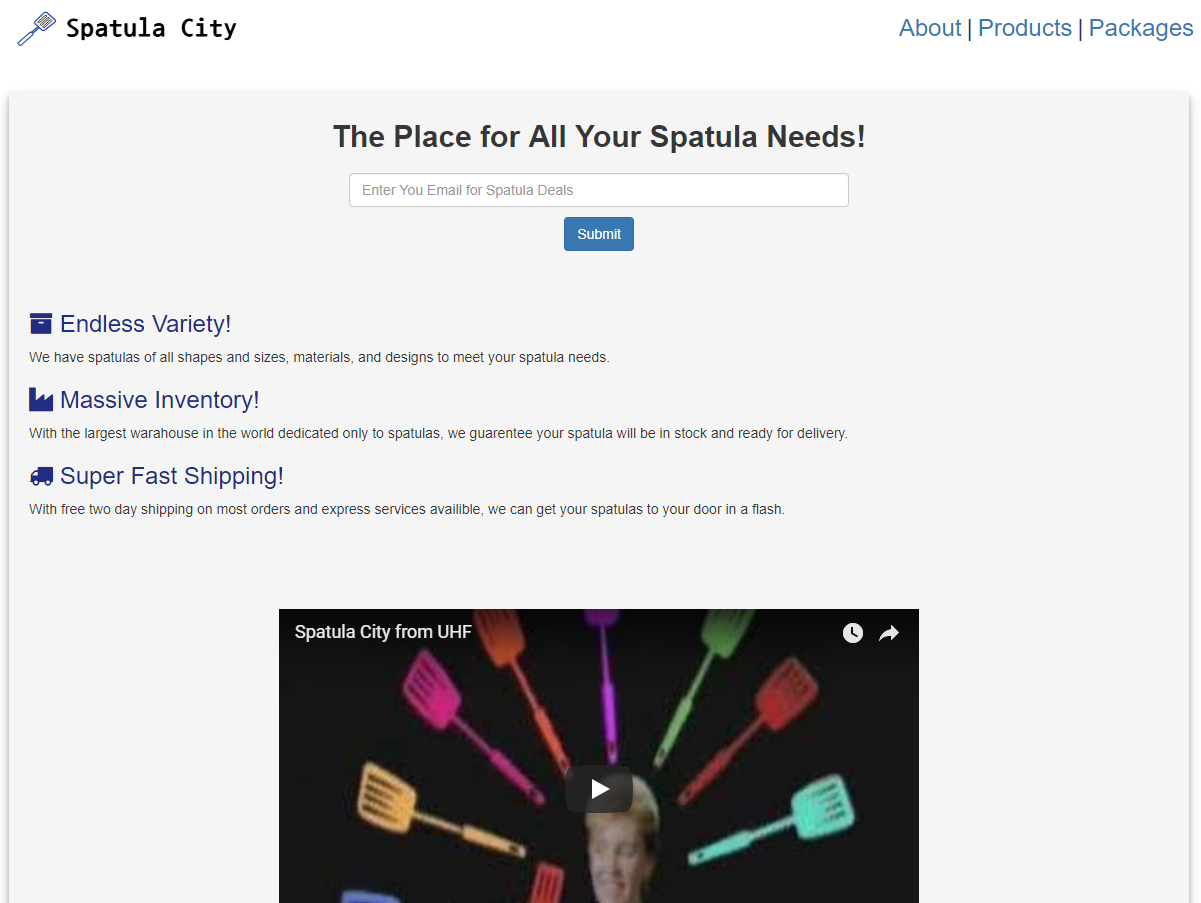 Spatula City
About | Products | Packages
The Place for All Your Spatula Needs!
Enter You Email for Spatula Deals
Submit
Endless Variety!
We have spatulas of all shapes and sizes, materials, and designs to meet your spatula needs.
Massive Inventory!
With the largest warahouse in the world dedicated only to spatulas, we guarentee your spatula will be in stock and ready for delivery.
Super Fast Shipping!
With free two day shipping on most orders and express services availible, we can get your spatulas to your door in a flash.
Spatula City from UHF